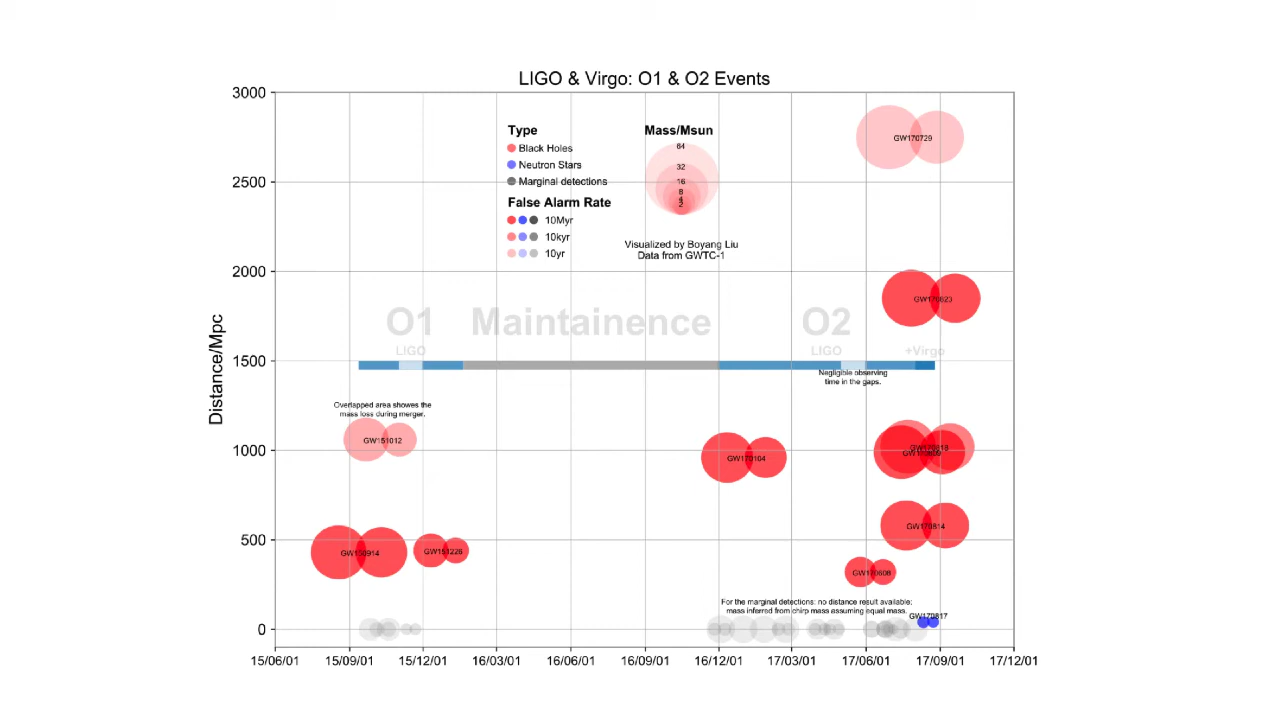 LIGO & Virgo: O1 & O2 Events
3000
2500
2000
1500
1000
500
0
Distance/Mpc
Type
Black Holes
Neutron Stars
Marginal detections
False Alarm Rate
10Myr
10kyr
10yr
Mass/Msun
64
32
16
8
4
2
Visualized by Boyang Liu
Data from GWTC-1
GW170729
GW170823
O1 Maintainence O2
LIGO LIGO +Virgo
Negligible observing
time in the gaps.
Overlapped area showes the
mass loss during merger.
GW151012
GW170104
GW170818
GW170809
GW150914
GW151226
GW170814
GW170608
For the marginal detections: no distance result available;
mass inferred from chirp mass assuming equal mass.
GW170817
15/06/01 15/09/01 15/12/01 16/03/01 16/06/01 16/09/01 16/12/01 17/03/01 17/06/01 17/09/01 17/12/01